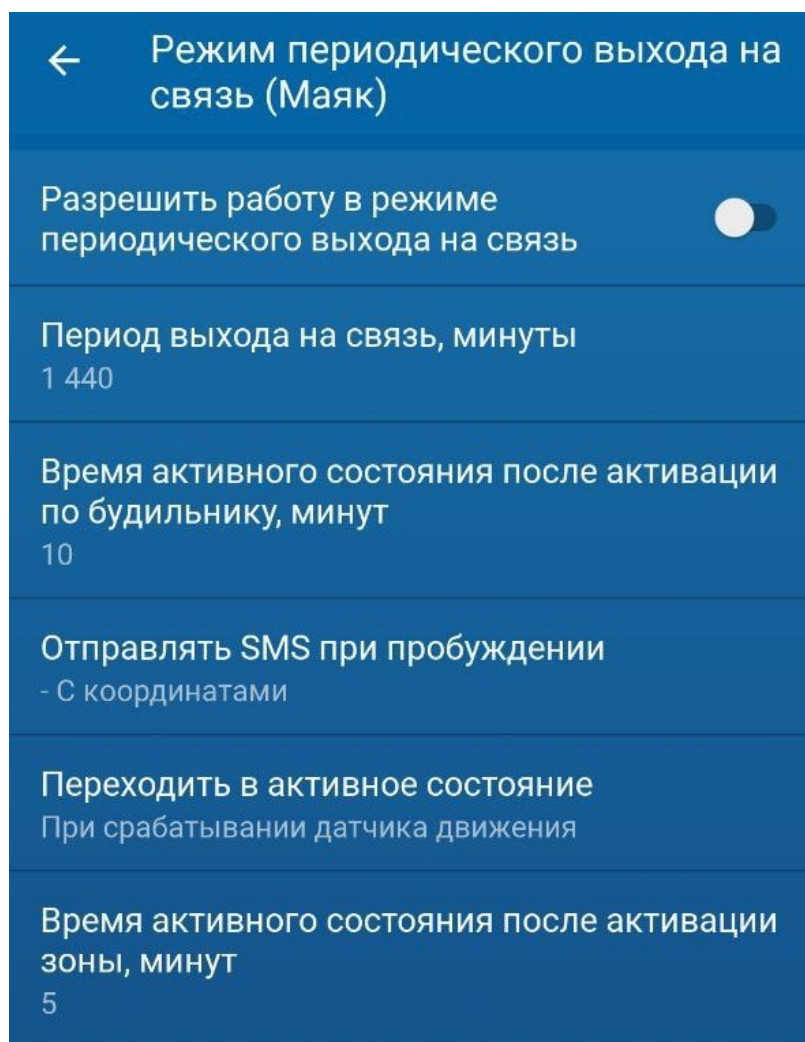 Режим периодического выхода на
связь (Маяк)
Разрешить работу в режиме
периодического выхода на связь
Период выхода на связь, минуты
1 440
Время активного состояния после активации
по будильнику, минут
10
Отправлять SMS при пробуждении
- С координатами
Переходить в активное состояние
При срабатывании датчика движения
Время активного состояния после активации
зоны, минут
5